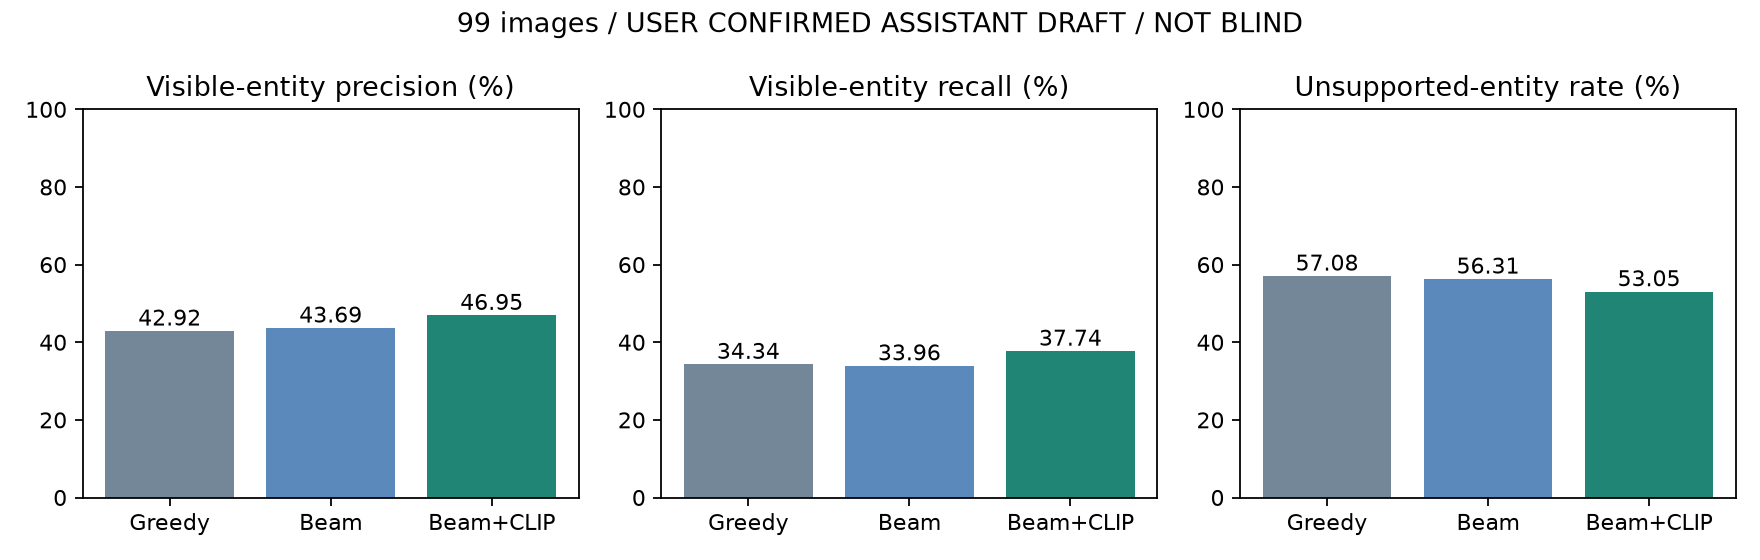 99 images / USER CONFIRMED ASSISTANT DRAFT / NOT BLIND
Visible-entity precision (%)
100
80
60
40
20
0
42.92
43.69
46.95
Greedy
Beam
Beam+CLIP
Visible-entity recall (%)
100
80
60
40
20
0
34.34
33.96
37.74
Greedy
Beam
Beam+CLIP
Unsupported-entity rate (%)
100
80
60
40
20
0
57.08
56.31
53.05
Greedy
Beam
Beam+CLIP